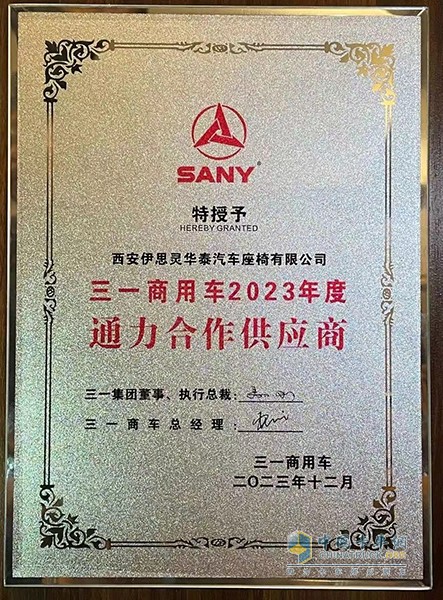 SANY®
特授予
HEREBY GRANTED
西安伊思灵华泰汽车座椅有限公司
三一商用车2023年度
通力合作供应商
三一集团董事、执行总裁：
三一商车总经理：
三一商用车
二〇二三年十二月
CHINATRUCK.ORG